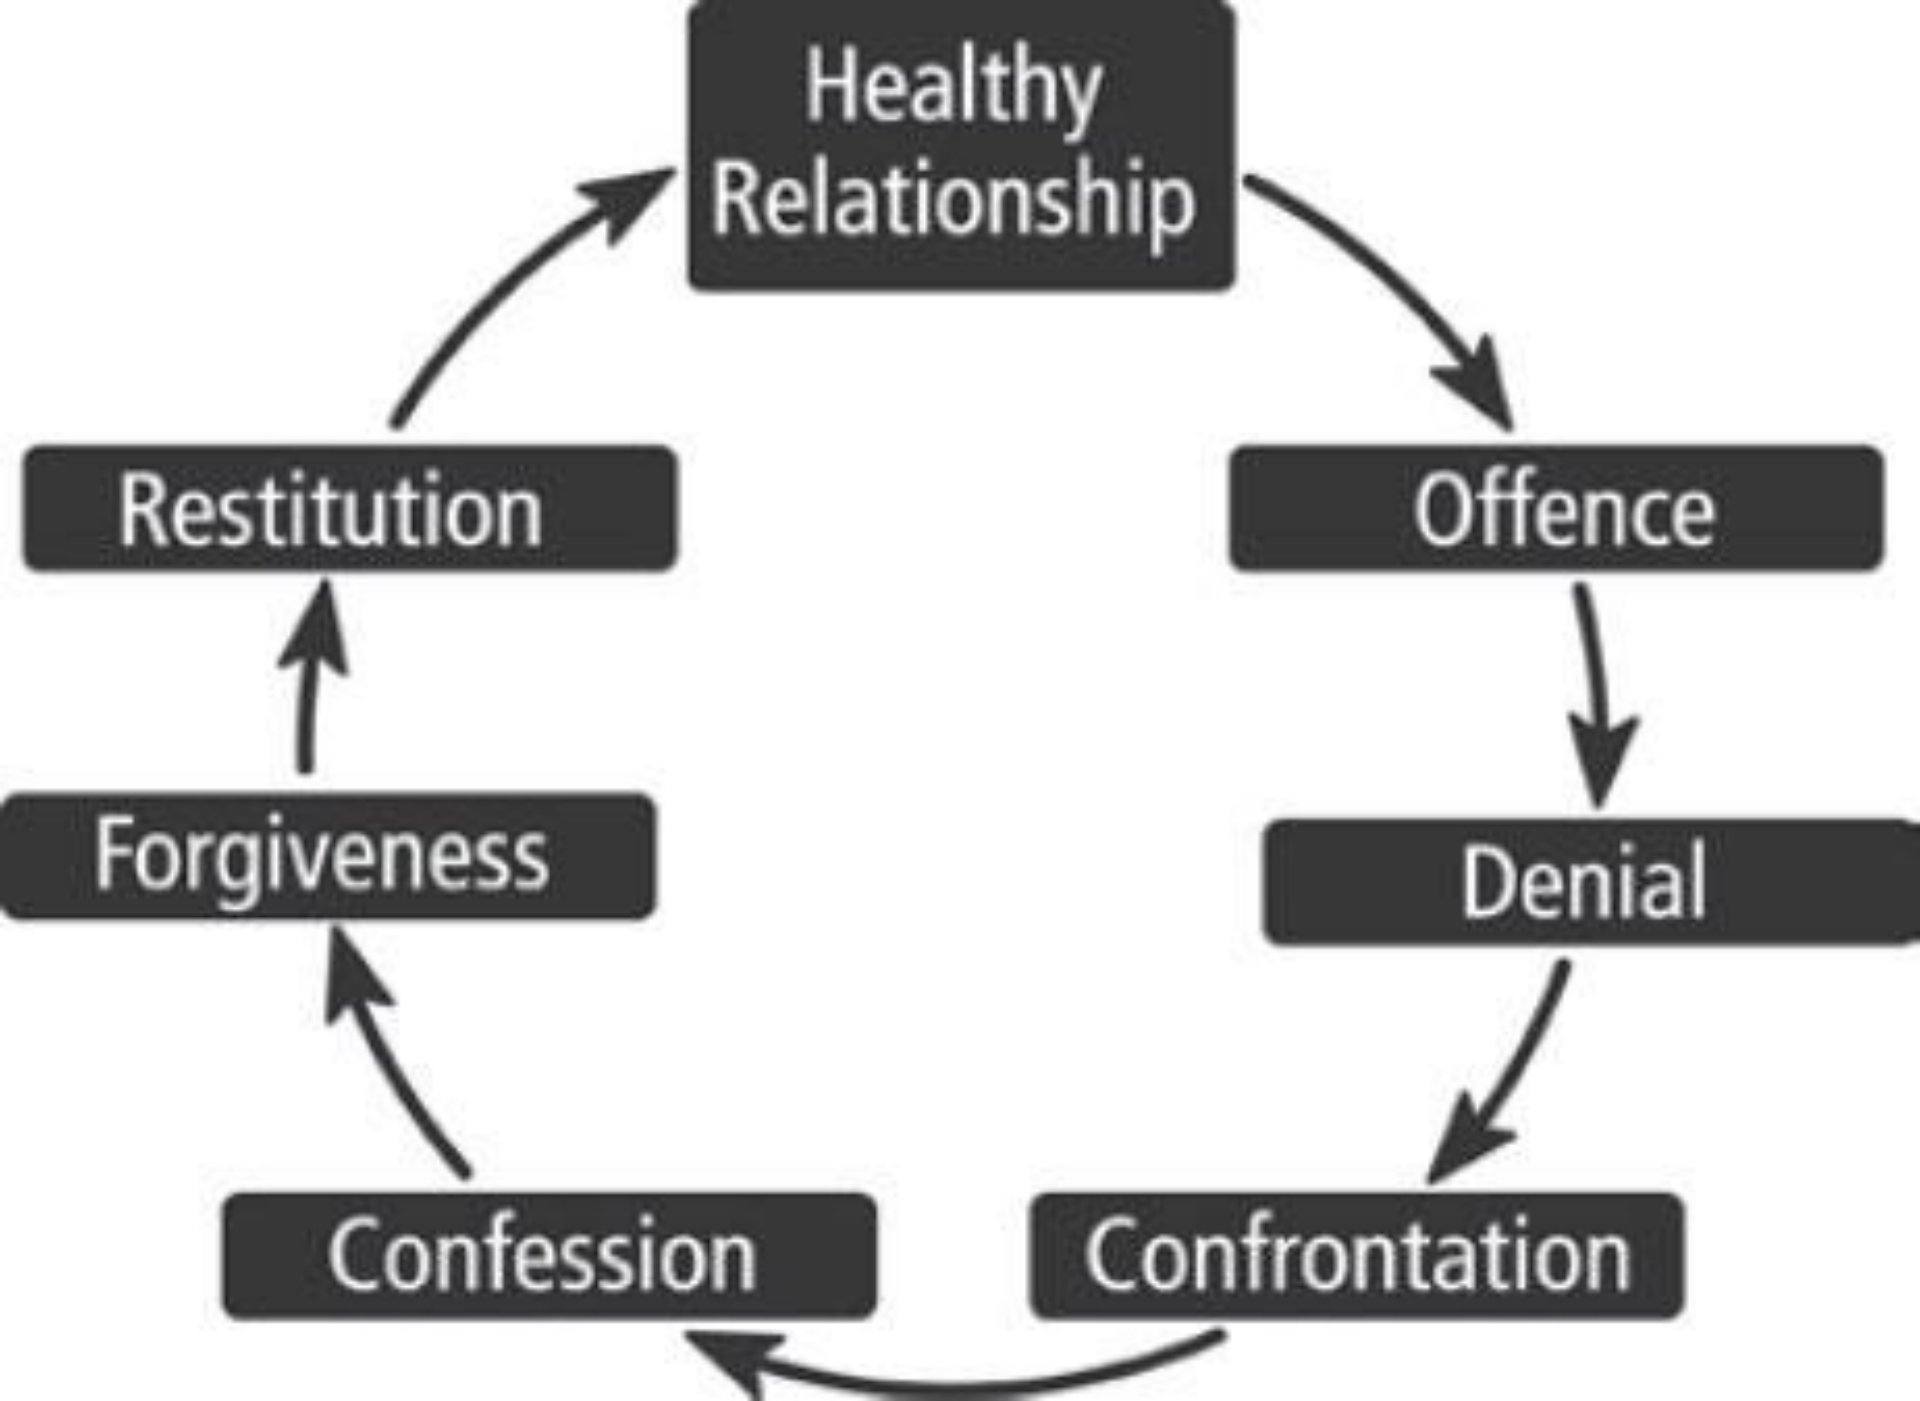 Healthy
Relationship
Offence
Denial
Confrontation
Confession
Forgiveness
Restitution